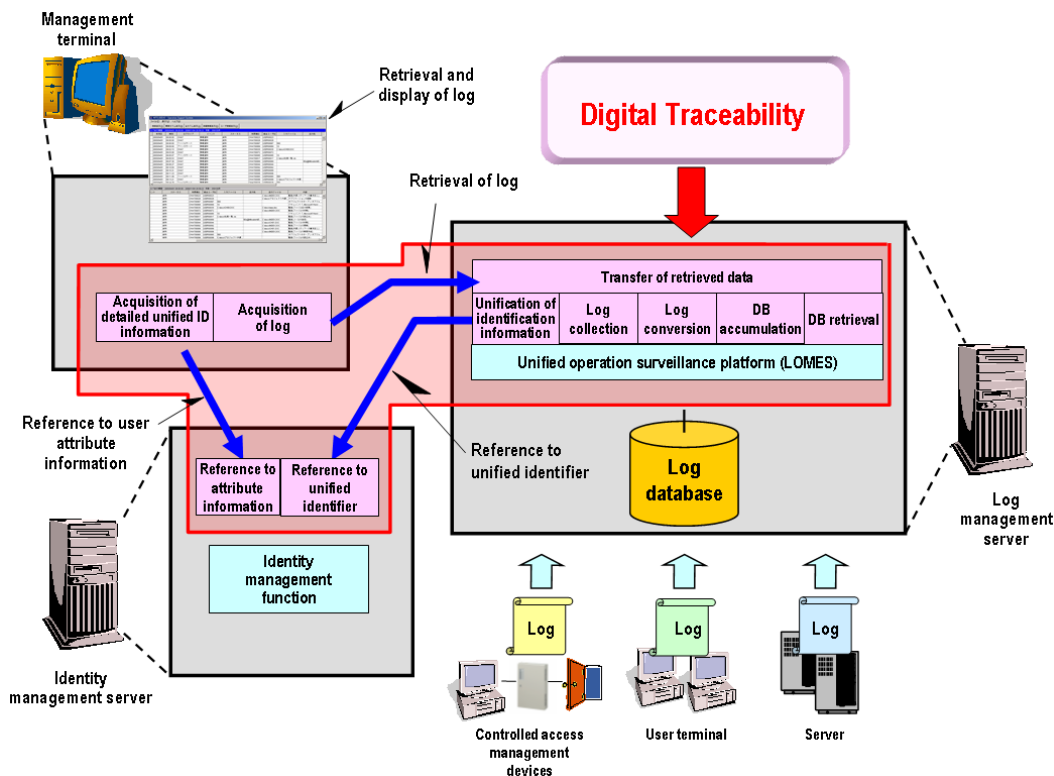 Management
terminal
Retrieval and
display of log
Digital Traceability
Retrieval of log
Transfer of retrieved data
Acquisition of
detailed unified ID
information
Acquisition
of log
Unification of
identification
information
Log
collection
Log
conversion
DB
accumulation
DB retrieval
Unified operation surveillance platform (LOMES)
Reference to user
attribute
information
Reference to
unified identifier
Reference to
attribute
information
Reference to
unified
identifier
Log
database
Log
management
server
Identity
management
function
Identity
management server
Log
Log
Log
Controlled access
management
devices
User terminal
Server